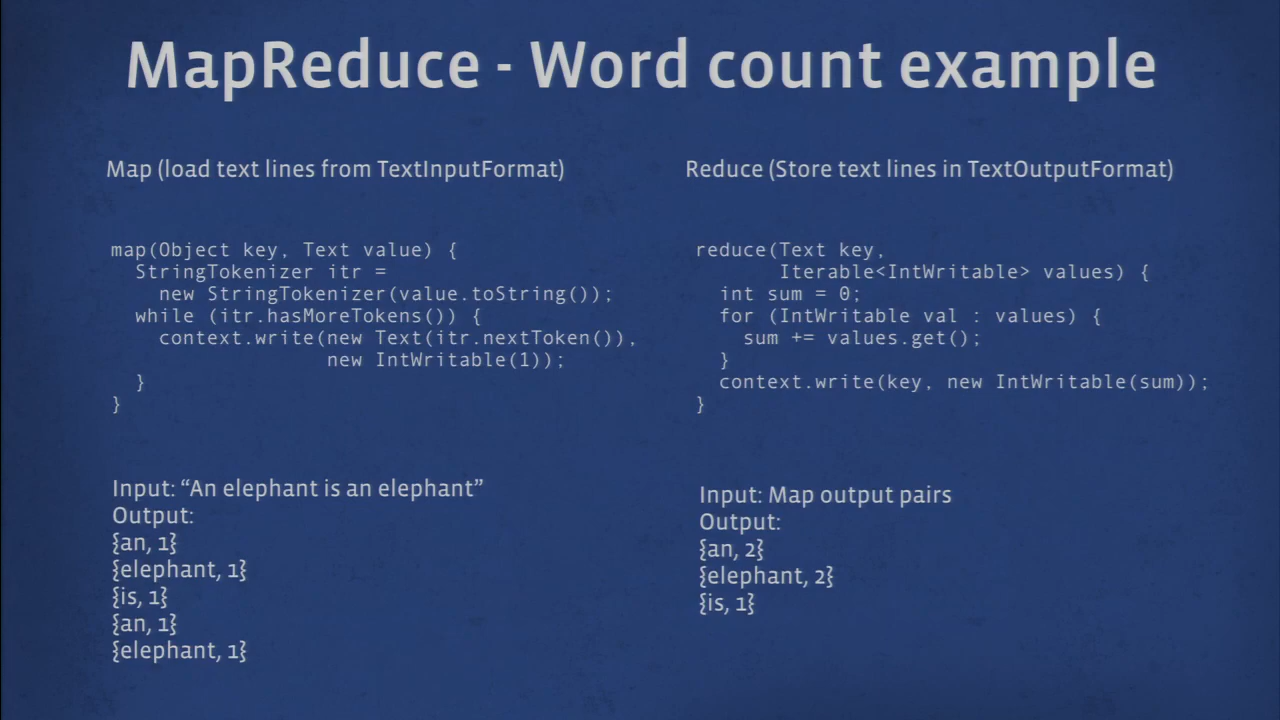 MapReduce - Word count example
Map (load text lines from TextInputFormat)
map(Object key, Text value) {
  StringTokenizer itr =
    new StringTokenizer(value.toString());
  while (itr.hasMoreTokens()) {
    context.write(new Text(itr.nextToken()),
                  new IntWritable(1));
  }
}
Input: “An elephant is an elephant”
Output:
{an, 1}
{elephant, 1}
{is, 1}
{an, 1}
{elephant, 1}
Reduce (Store text lines in TextOutputFormat)
reduce(Text key,
       Iterable<IntWritable> values) {
  int sum = 0;
  for (IntWritable val : values) {
    sum += values.get();
  }
  context.write(key, new IntWritable(sum));
}
Input: Map output pairs
Output:
{an, 2}
{elephant, 2}
{is, 1}